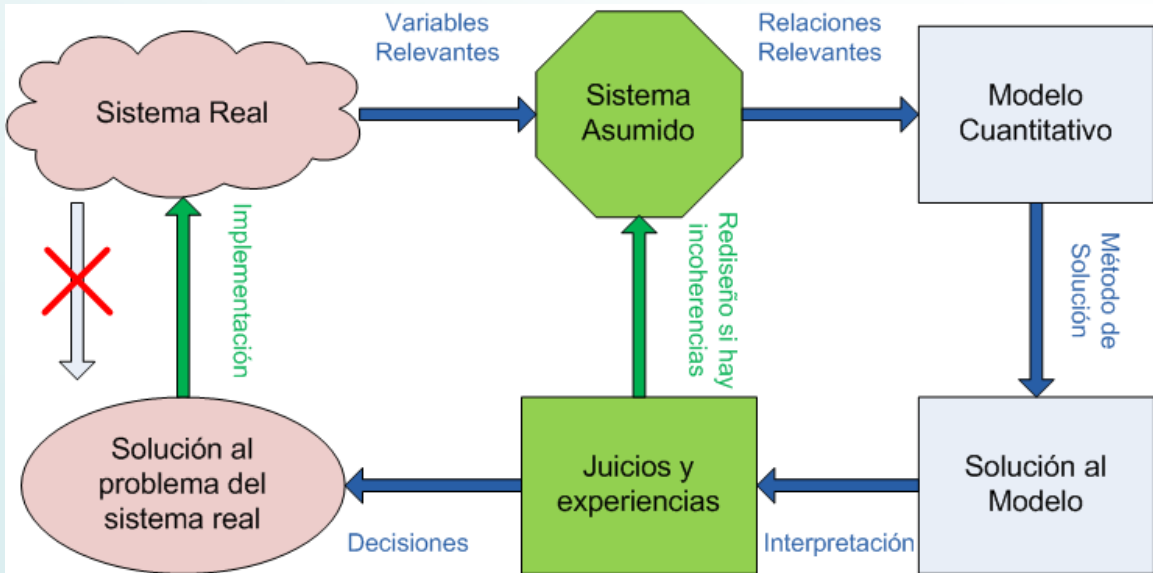 Variables
Relevantes
Relaciones
Relevantes
Sistema Real
Sistema
Asumido
Modelo
Cuantitativo
Implementación
Rediseño si hay
incoherencias
Método de
Solución
Solución al
problema del
sistema real
Juicios y
experiencias
Solución al
Modelo
Decisiones
Interpretación